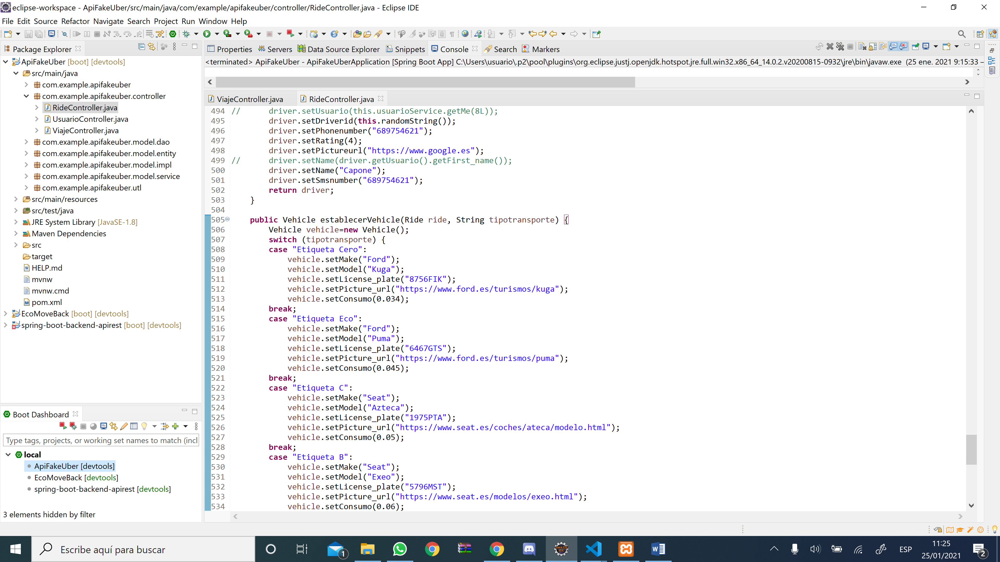 eclipse-workspace - ApiFakeUber/src/main/java/com/example/apifakeuber/controller/RideController.java - Eclipse IDE
File Edit Source Refactor Navigate Search Project Run Window Help
Package Explorer
ApiFakeUber [boot] [devtools]
src/main/java
com.example.apifakeuber
com.example.apifakeuber.controller
RideController.java
UsuarioController.java
ViajeController.java
com.example.apifakeuber.model.dao
com.example.apifakeuber.model.entity
com.example.apifakeuber.model.impl
com.example.apifakeuber.model.service
com.example.apifakeuber.utl
src/main/resources
src/test/java
JRE System Library [JavaSE-1.8]
Maven Dependencies
src
target
HELP.md
mvnw
mvnw.cmd
pom.xml
EcoMoveBack [boot] [devtools]
spring-boot-backend-apirest [boot] [devtools]
Boot Dashboard
Type tags, projects, or working set names to match (incl
local
ApiFakeUber [devtools]
EcoMoveBack [devtools]
spring-boot-backend-apirest [devtools]
3 elements hidden by filter
Properties Servers Data Source Explorer Snippets Console Search Markers
<terminated> ApiFakeUber - ApiFakeUberApplication [Spring Boot App] C:\Users\usuario\.p2\pool\plugins\org.eclipse.justj.openjdk.hotspot.jre.full.win32.x86_64_14.0.2.v20200815-0932\jre\bin\javaw.exe (25 ene. 2021 9:15:33 –
ViajeController.java RideController.java
494 // driver.setUsuario(this.usuarioService.getMe(8L));
495 driver.setDriverid(this.randomString());
496 driver.setPhonenumber("689754621");
497 driver.setRating(4);
498 driver.setPictureurl("https://www.google.es");
499 // driver.setName(driver.getUsuario().getFirst_name());
500 driver.setName("Capone");
501 driver.setSmsnumber("689754621");
502 return driver;
503 }
504
505 public Vehicle establecerVehicle(Ride ride, String tipotransporte) {
506 Vehicle vehicle=new Vehicle();
507 switch (tipotransporte) {
508 case "Etiqueta Cero":
509 vehicle.setMake("Ford");
510 vehicle.setModel("Kuga");
511 vehicle.setLicense_plate("8756FIK");
512 vehicle.setPicture_url("https://www.ford.es/turismos/kuga");
513 vehicle.setConsumo(0.034);
514 break;
515 case "Etiqueta Eco":
516 vehicle.setMake("Ford");
517 vehicle.setModel("Puma");
518 vehicle.setLicense_plate("6467GTS");
519 vehicle.setPicture_url("https://www.ford.es/turismos/puma");
520 vehicle.setConsumo(0.045);
521 break;
522 case "Etiqueta C":
523 vehicle.setMake("Seat");
524 vehicle.setModel("Azteca");
525 vehicle.setLicense_plate("1975PTA");
526 vehicle.setPicture_url("https://www.seat.es/coches/ateca/modelo.html");
527 vehicle.setConsumo(0.05);
528 break;
529 case "Etiqueta B":
530 vehicle.setMake("Seat");
531 vehicle.setModel("Exeo");
532 vehicle.setLicense_plate("5796MST");
533 vehicle.setPicture_url("https://www.seat.es/modelos/exeo.html");
534 vehicle.setConsumo(0.06);
Escribe aquí para buscar
1
Java EE
IDE
ESP
11:25
25/01/2021
2